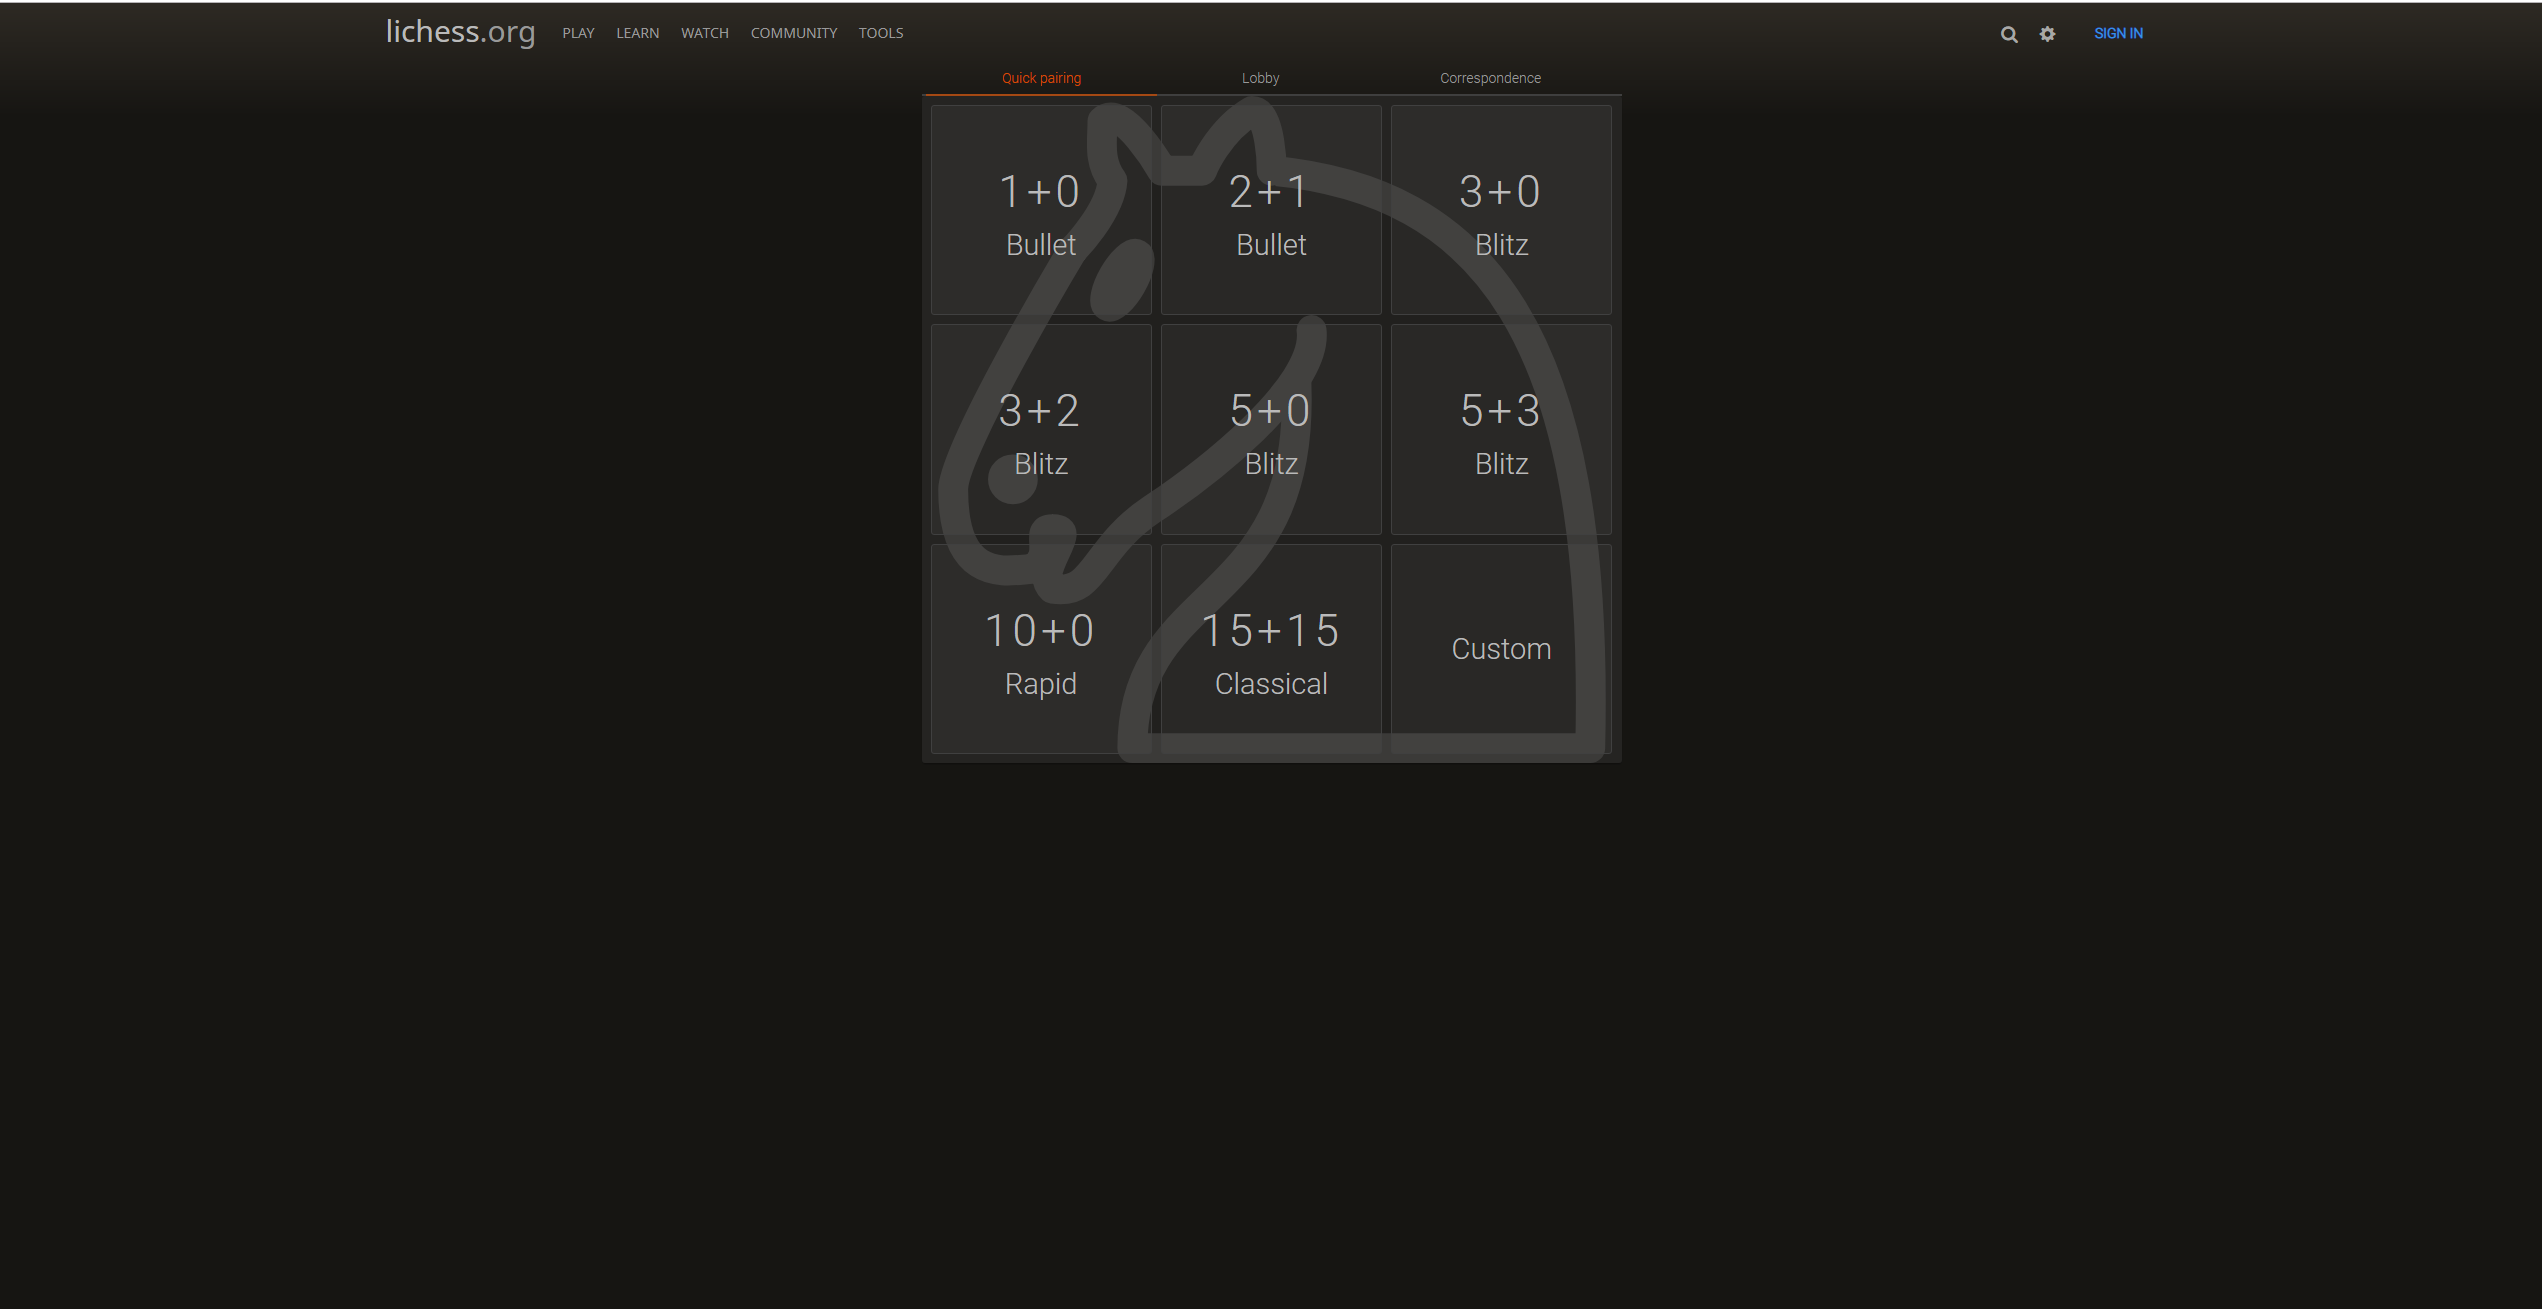 lichess.org PLAY LEARN WATCH COMMUNITY TOOLS SIGN IN
Quick pairing Lobby Correspondence
1+0 2+1 3+0
Bullet Bullet Blitz
3+2 5+0 5+3
Blitz Blitz Blitz
10+0 15+15
Custom
Rapid Classical